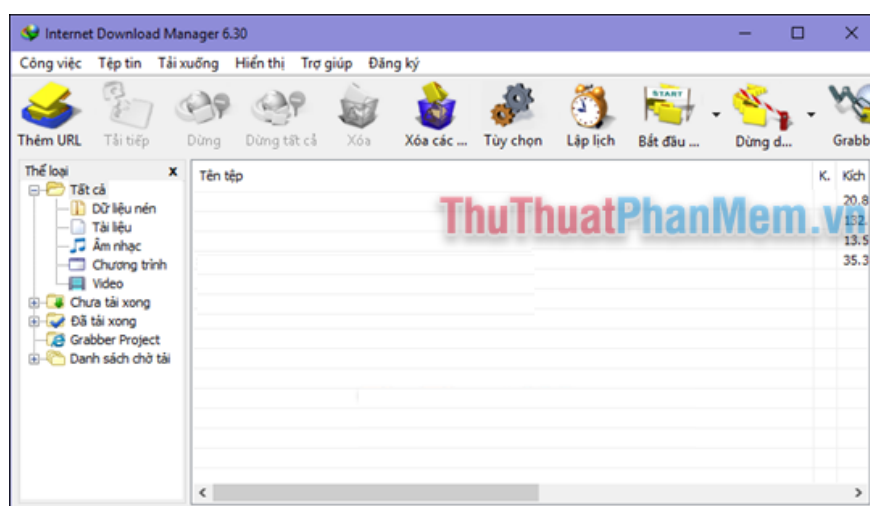 Internet Download Manager 6.30
Công việc Tệp tin Tải xuống Hiển thị Trợ giúp Đăng ký
START
Thêm URL Tải tiếp Dừng Dừng tất cả Xóa Xóa các ... Tùy chọn Lập lịch Bắt đầu ... Dừng d... Grabb
Thể loại x Tên tệp K. Kích
Tất cả
Dữ liệu nén 20.8
ThuThuatPhanMem.vn
Tài liệu 132.
Âm nhạc 13.5
Chương trình 35.3
Video
Chưa tải xong
Đã tải xong
Grabber Project
Danh sách chờ tải